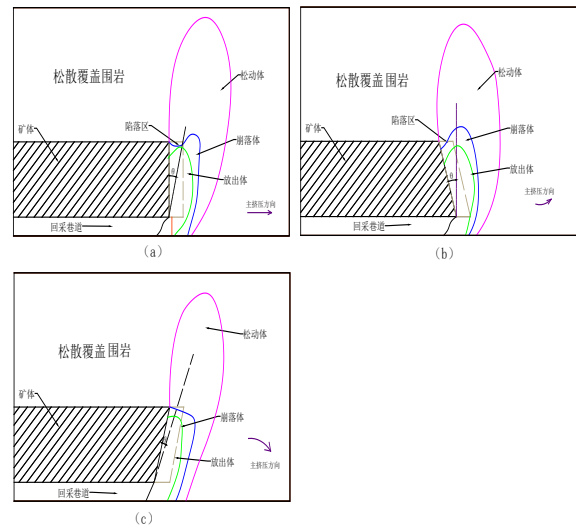 松散覆盖围岩
松动体
陷落区
矿体
崩落体
θ
放出体
主挤压方向
回采巷道
(a)
松散覆盖围岩
松动体
陷落区
矿体
崩落体
θ
放出体
主挤压方向
回采巷道
(b)
松散覆盖围岩
松动体
矿体
崩落体
放出体
主挤压方向
回采巷道
(c)